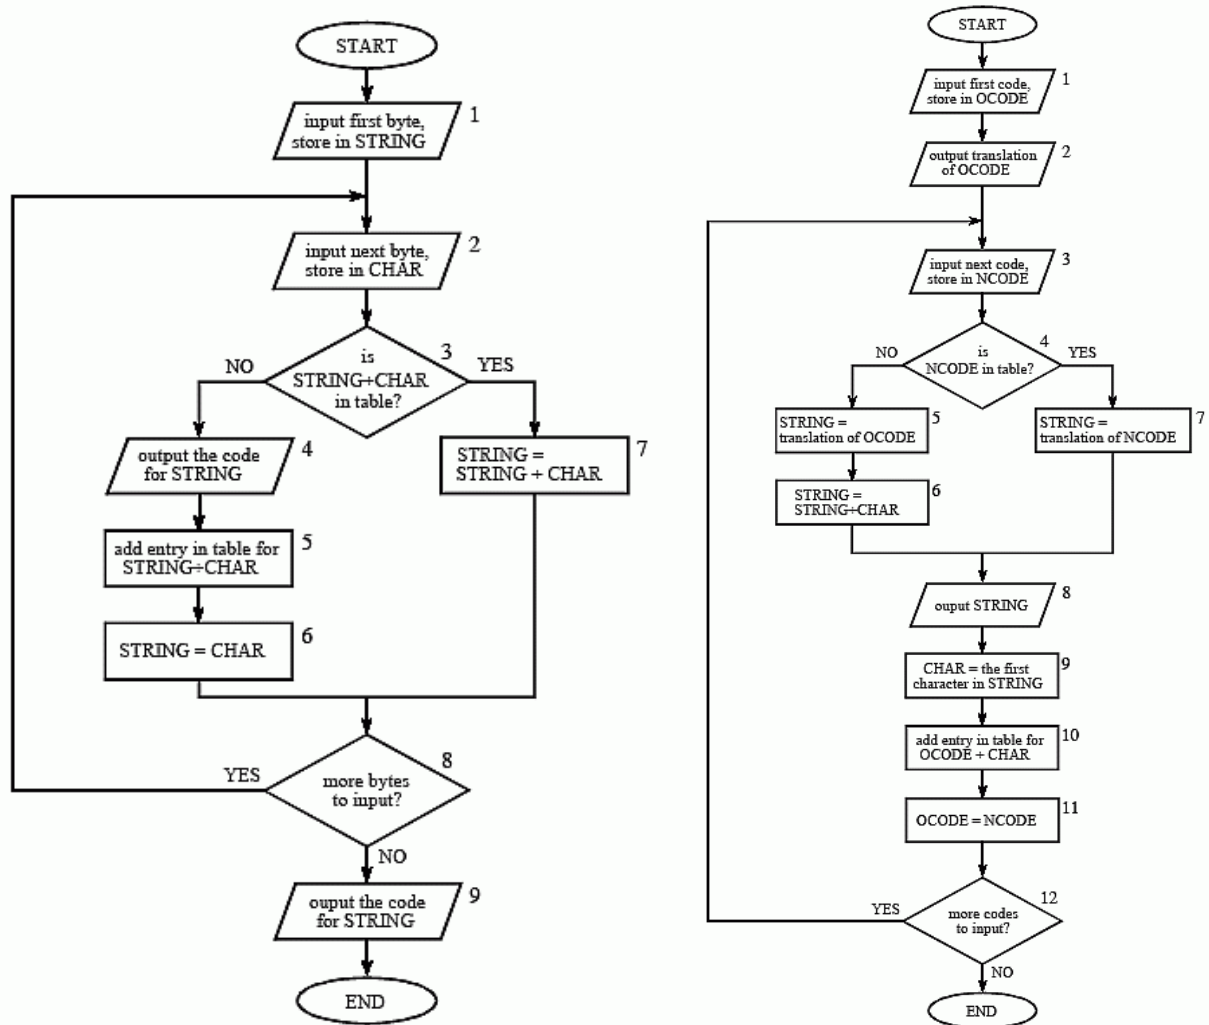 START
input first byte,
store in STRING
1
input next byte,
store in CHAR
2
is
STRING+CHAR
in table?
3
NO
YES
output the code
for STRING
4
add entry in table for
STRING+CHAR
5
STRING = CHAR
6
STRING =
STRING + CHAR
7
more bytes
to input?
8
YES
NO
ouput the code
for STRING
9
END
START
input first code,
store in OCODE
1
output translation
of OCODE
2
input next code,
store in NCODE
3
is
NCODE in table?
4
NO
YES
STRING =
translation of OCODE
5
STRING =
STRING+CHAR
6
STRING =
translation of NCODE
7
ouput STRING
8
CHAR = the first
character in STRING
9
add entry in table for
OCODE + CHAR
10
OCODE = NCODE
11
more codes
to input?
12
YES
NO
END